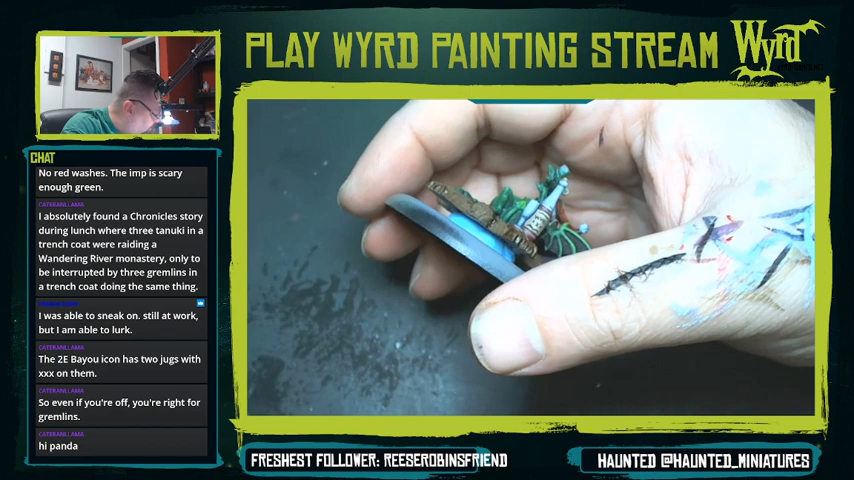 PLAY WYRD PAINTING STREAM
Wyrd
CHAT
No red washes. The imp is scary
enough green.
CATERANLLAMA
I absolutely found a Chronicles story
during lunch where three tanuki in a
trench coat were raiding a
Wandering River monastery, only to
be interrupted by three gremlins in
a trench coat doing the same thing.
I was able to sneak on. still at work,
but I am able to lurk.
CATERANLLAMA
The 2E Bayou icon has two jugs with
xxx on them.
CATERANLLAMA
So even if you're off, you're right for
gremlins.
CATERANLLAMA
hi panda
FRESHEST FOLLOWER: REESEROBINSFRIEND
HAUNTED @HAUNTED_MINIATURES